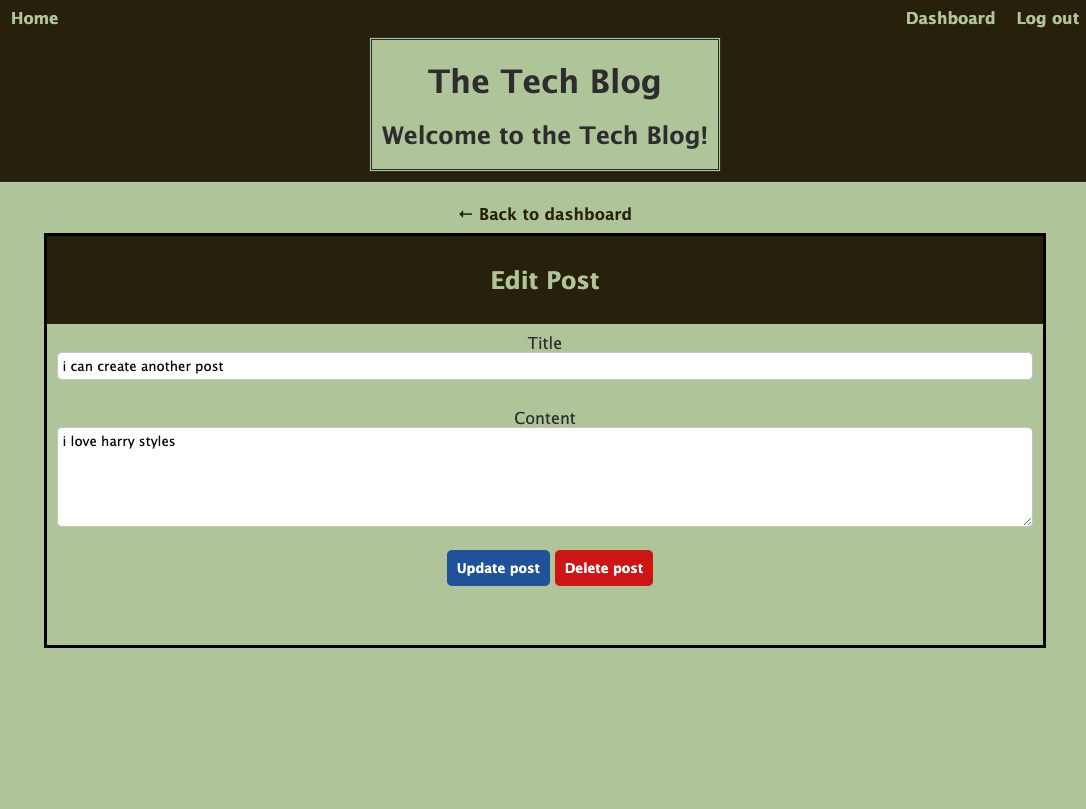 Home
Dashboard
Log out
The Tech Blog
Welcome to the Tech Blog!
← Back to dashboard
Edit Post
Title
i can create another post
Content
i love harry styles
Update post
Delete post